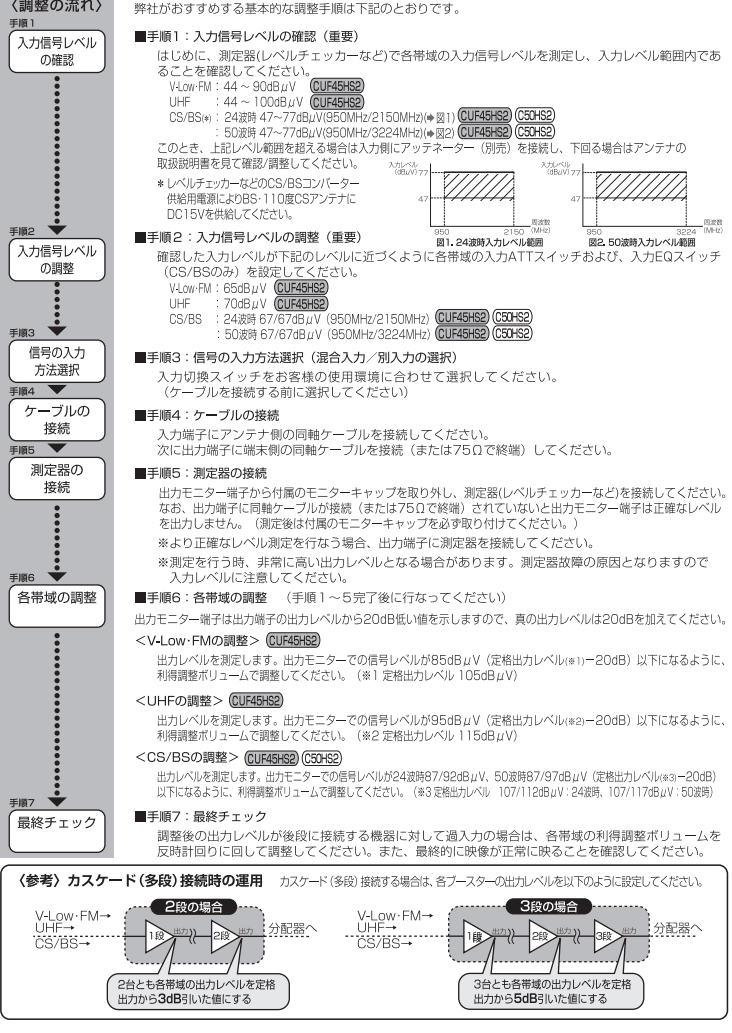 〈調整の流れ〉
手順1
入力信号レベル
の確認
手順2
入力信号レベル
の調整
手順3
信号の入力
方法選択
手順4
ケーブルの
接続
手順5
測定器の
接続
手順6
各帯域の調整
手順7
最終チェック
弊社がおすすめする基本的な調整手順は下記のとおりです。
■手順1：入力信号レベルの確認（重要）
はじめに、測定器(レベルチェッカーなど)で各帯域の入力信号レベルを測定し、入力レベル範囲内であ
ることを確認してください。
V-Low･FM：44 ～ 90dBμV CUF45HS2
UHF ：44 ～ 100dBμV CUF45HS2
CS/BS(*) ：24波時 47～77dBμV(950MHz/2150MHz)(➡図1) CUF45HS2 C50HS2
：50波時 47～77dBμV(950MHz/3224MHz)(➡図2) CUF45HS2 C50HS2
このとき、上記レベル範囲を超える場合は入力側にアッテネーター（別売）を接続し、下回る場合はアンテナの
取扱説明書を見て確認/調整してください。
* レベルチェッカーなどのCS/BSコンバーター
供給用電源によりBS･110度CSアンテナに
DC15Vを供給してください。
入力レベル
(dBμV) 77
47
950 2150 周波数
(MHz)
図1. 24波時入力レベル範囲
入力レベル
(dBμV) 77
47
950 3224 周波数
(MHz)
図2. 50波時入力レベル範囲
■手順2：入力信号レベルの調整（重要）
確認した入力レベルが下記のレベルに近づくように各帯域の入力ATTスイッチおよび、入力EQスイッチ
（CS/BSのみ）を設定してください。
V-Low･FM：65dBμV CUF45HS2
UHF ：70dBμV CUF45HS2
CS/BS ：24波時 67/67dBμV（950MHz/2150MHz）CUF45HS2 C50HS2
：50波時 67/67dBμV（950MHz/3224MHz）CUF45HS2 C50HS2
■手順3：信号の入力方法選択（混合入力／別入力の選択）
入力切換スイッチをお客様の使用環境に合わせて選択してください。
（ケーブルを接続する前に選択してください）
■手順4：ケーブルの接続
入力端子にアンテナ側の同軸ケーブルを接続してください。
次に出力端子に端末側の同軸ケーブルを接続（または75Ωで終端）してください。
■手順5：測定器の接続
出力モニター端子から付属のモニターキャップを取り外し、測定器(レベルチェッカーなど)を接続してください。
なお、出力端子に同軸ケーブルが接続（または75Ωで終端）されていないと出力モニター端子は正確なレベル
を出力しません。（測定後は付属のモニターキャップを必ず取り付けてください。）
※より正確なレベル測定を行なう場合、出力端子に測定器を接続してください。
※測定を行う時、非常に高い出力レベルとなる場合があります。測定器故障の原因となりますので
入力レベルに注意してください。
■手順6：各帯域の調整 （手順1～5完了後に行なってください）
出力モニター端子は出力端子の出力レベルから20dB低い値を示しますので、真の出力レベルは20dBを加えてください。
＜V-Low･FMの調整＞ CUF45HS2
出力レベルを測定します。出力モニターでの信号レベルが85dBμV（定格出力レベル(※1)－20dB）以下になるように、
利得調整ボリュームで調整してください。（※1 定格出力レベル 105dBμV）
＜UHFの調整＞ CUF45HS2
出力レベルを測定します。出力モニターでの信号レベルが95dBμV（定格出力レベル(※2)－20dB）以下になるように、
利得調整ボリュームで調整してください。（※2 定格出力レベル 115dBμV）
＜CS/BSの調整＞ CUF45HS2 C50HS2
出力レベルを測定します。出力モニターでの信号レベルが24波時87/92dBμV、50波時87/97dBμV（定格出力レベル(※3)－20dB）
以下になるように、利得調整ボリュームで調整してください。（※3 定格出力レベル 107/112dBμV：24波時、107/117dBμV：50波時）
■手順7：最終チェック
調整後の出力レベルが後段に接続する機器に対して過入力の場合は、各帯域の利得調整ボリュームを
反時計回りに回して調整してください。また、最終的に映像が正常に映ることを確認してください。
〈参考〉カスケード(多段)接続時の運用 カスケード(多段)接続する場合は、各ブースターの出力レベルを以下のように設定してください。
2段の場合
V-Low･FM→
UHF→
CS/BS→
1段 出力 2段 出力 分配器へ
2台とも各帯域の出力レベルを定格
出力から3dB引いた値にする
3段の場合
V-Low･FM→
UHF→
CS/BS→
1段 出力 2段 出力 3段 出力 分配器へ
3台とも各帯域の出力レベルを定格
出力から5dB引いた値にする